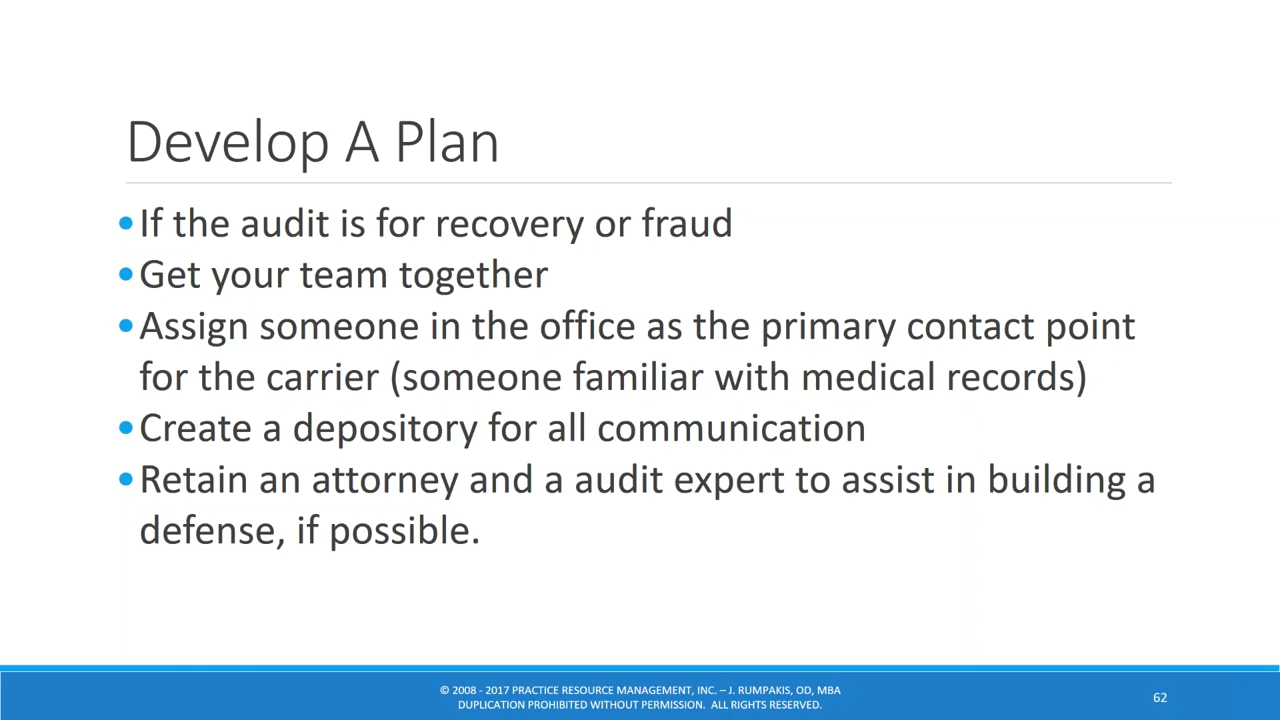 Develop A Plan
•If the audit is for recovery or fraud
•Get your team together
•Assign someone in the office as the primary contact point
for the carrier (someone familiar with medical records)
•Create a depository for all communication
•Retain an attorney and a audit expert to assist in building a
defense, if possible.
© 2008 - 2017 PRACTICE RESOURCE MANAGEMENT, INC. – J. RUMPAKIS, OD, MBA
DUPLICATION PROHIBITED WITHOUT PERMISSION. ALL RIGHTS RESERVED.
62